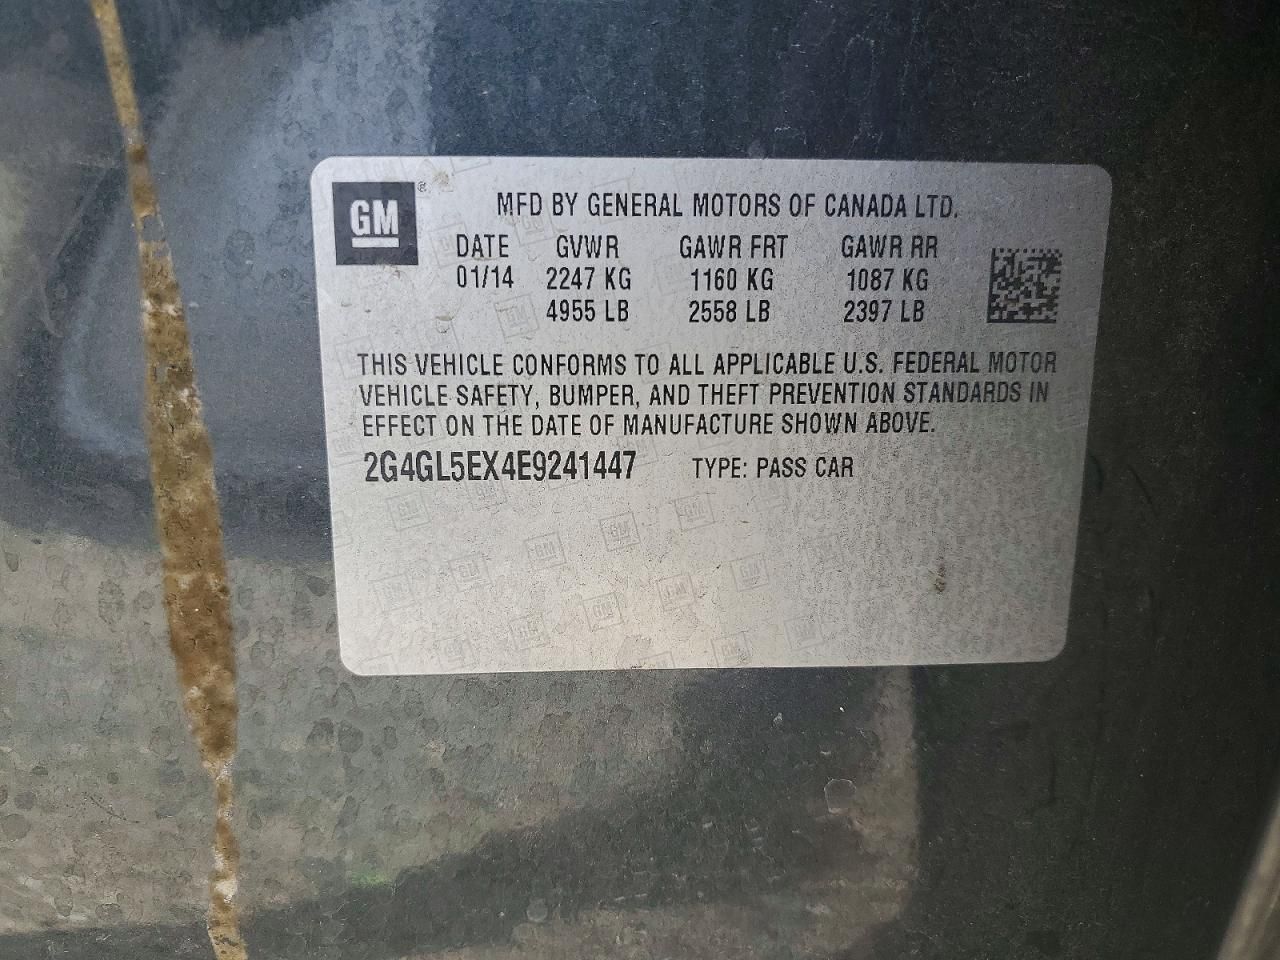 GM ®
MFD BY GENERAL MOTORS OF CANADA LTD.
DATE GVWR GAWR FRT GAWR RR
01/14 2247 KG 1160 KG 1087 KG
4955 LB 2558 LB 2397 LB
THIS VEHICLE CONFORMS TO ALL APPLICABLE U.S. FEDERAL MOTOR
VEHICLE SAFETY, BUMPER, AND THEFT PREVENTION STANDARDS IN
EFFECT ON THE DATE OF MANUFACTURE SHOWN ABOVE.
2G4GL5EX4E9241447 TYPE: PASS CAR